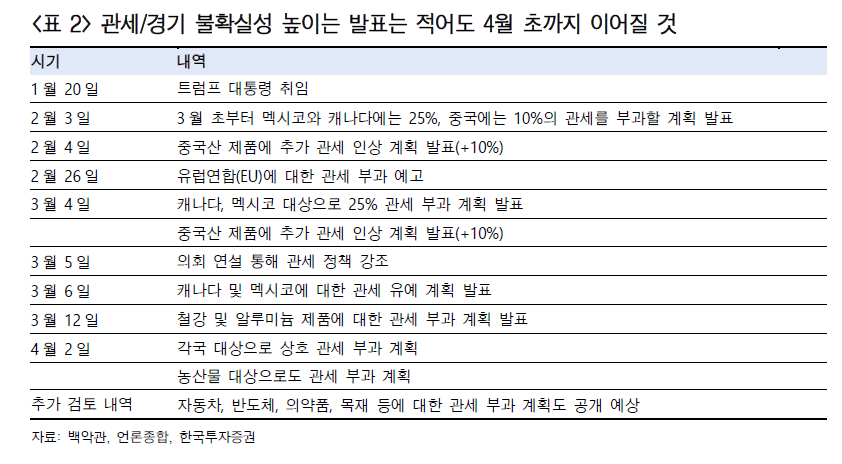 <표 2> 관세/경기 불확실성 높이는 발표는 적어도 4월 초까지 이어질 것
시기 내역
1월 20일 트럼프 대통령 취임
2월 3일 3월 초부터 멕시코와 캐나다에는 25%, 중국에는 10%의 관세를 부과할 계획 발표
2월 4일 중국산 제품에 추가 관세 인상 계획 발표(+10%)
2월 26일 유럽연합(EU)에 대한 관세 부과 예고
3월 4일 캐나다, 멕시코 대상으로 25% 관세 부과 계획 발표
중국산 제품에 추가 관세 인상 계획 발표(+10%)
3월 5일 의회 연설 통해 관세 정책 강조
3월 6일 캐나다 및 멕시코에 대한 관세 유예 계획 발표
3월 12일 철강 및 알루미늄 제품에 대한 관세 부과 계획 발표
4월 2일 각국 대상으로 상호 관세 부과 계획
농산물 대상으로도 관세 부과 계획
추가 검토 내역 자동차, 반도체, 의약품, 목재 등에 대한 관세 부과 계획도 공개 예상
자료: 백악관, 언론종합, 한국투자증권